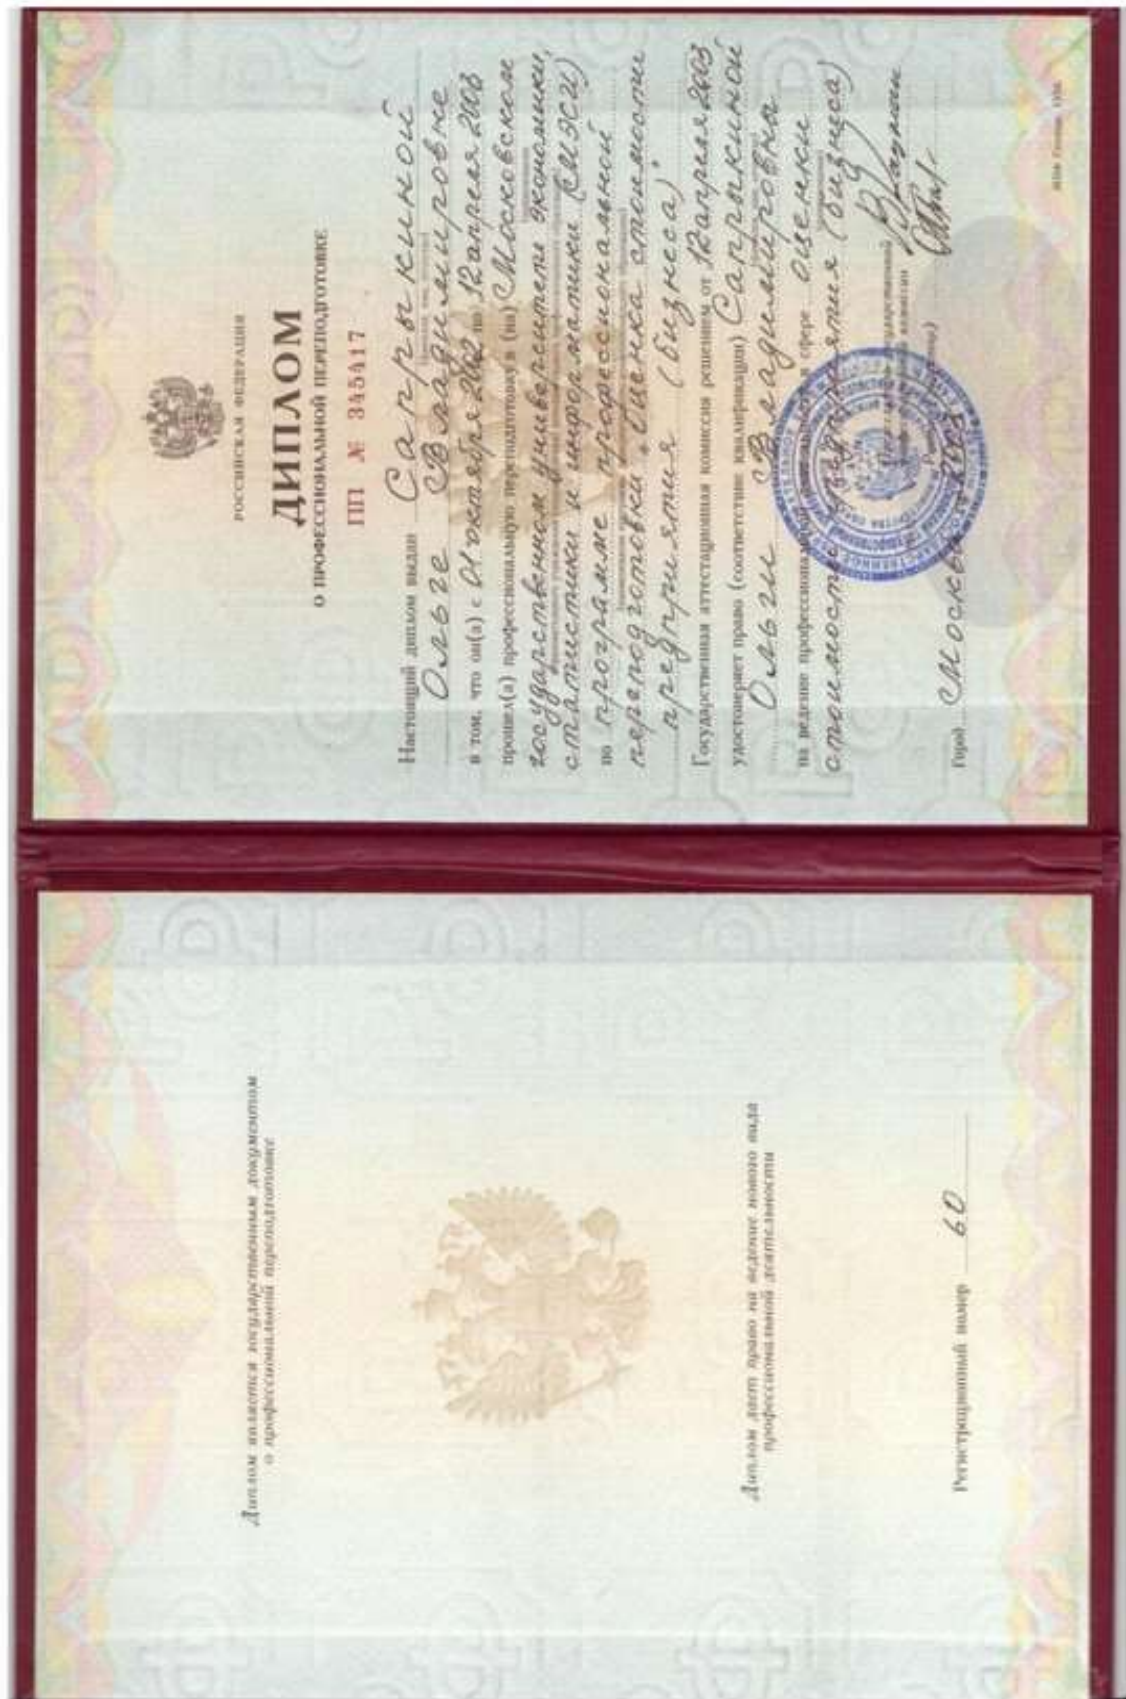 Диплом является государственным документом
о профессиональной переподготовке
Диплом дает право на ведение нового вида
профессиональной деятельности
Регистрационный номер 60
РОССИЙСКАЯ ФЕДЕРАЦИЯ
ДИПЛОМ
О ПРОФЕССИОНАЛЬНОЙ ПЕРЕПОДГОТОВКЕ
ПП № 345417
Настоящий диплом выдан Сапрыкиной
Ольге Владимировне
в том, что он(а) с 01 октября 2002 по 12 апреля 2003
прошел(а) профессиональную переподготовку в (на) Московском
государственном университете экономики,
статистики и информатики (МЭСИ)
по программе профессиональной
переподготовки „Оценка стоимости
предприятия (бизнеса)"
Государственная аттестационная комиссия решением от 12 апреля 2003
удостоверяет право (соответствие квалификации) Сапрыкиной
Ольги Владимировна
на ведение профессиональной деятельности в сфере оценки
стоимости предприятия (бизнеса)
Город Москва 2003